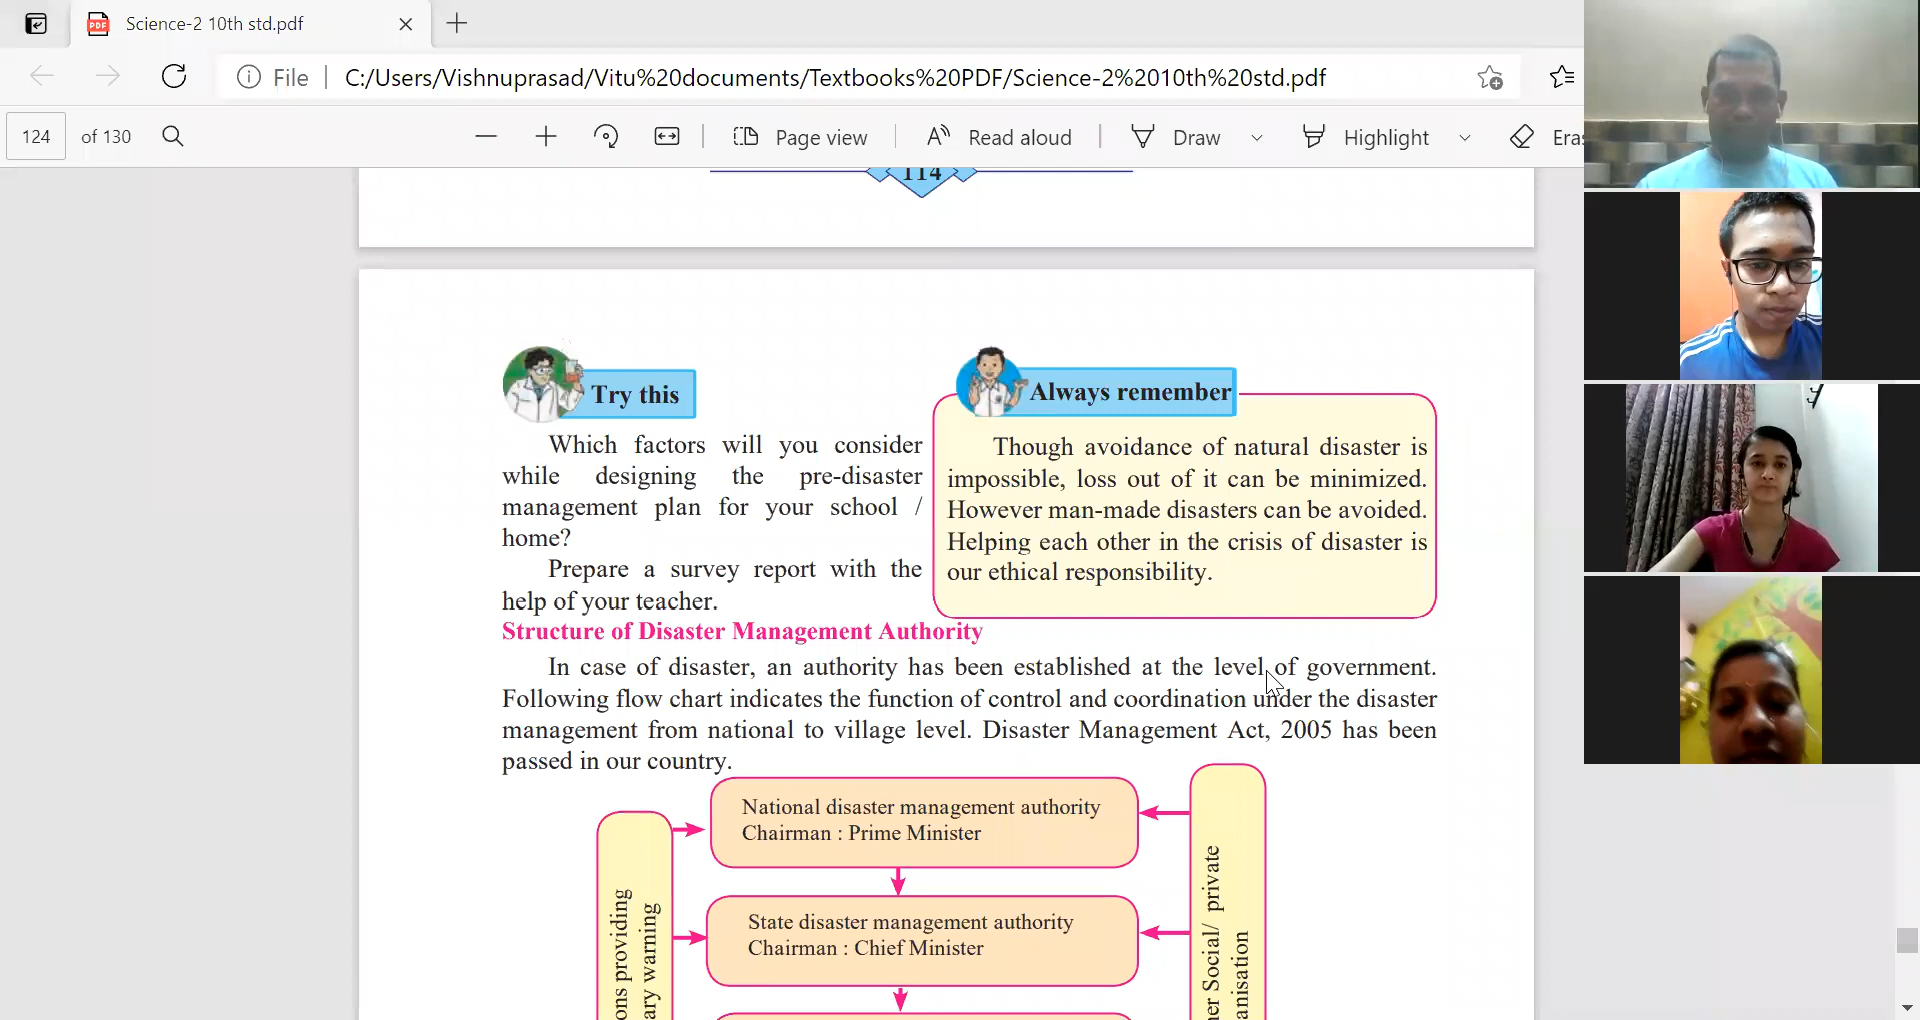 Science-2 10th std.pdf
File
C:/Users/Vishnuprasad/Vitu%20documents/Textbooks%20PDF/Science-2%2010th%20std.pdf
124 of 130
Page view
Read aloud
Draw
Highlight
114
Try this
Which factors will you consider
while designing the pre-disaster
management plan for your school /
home?
Prepare a survey report with the
help of your teacher.
Always remember
Though avoidance of natural disaster is
impossible, loss out of it can be minimized.
However man-made disasters can be avoided.
Helping each other in the crisis of disaster is
our ethical responsibility.
Structure of Disaster Management Authority
In case of disaster, an authority has been established at the level of government.
Following flow chart indicates the function of control and coordination under the disaster
management from national to village level. Disaster Management Act, 2005 has been
passed in our country.
National disaster management authority
Chairman : Prime Minister
State disaster management authority
Chairman : Chief Minister
providing
warning
Social/ private